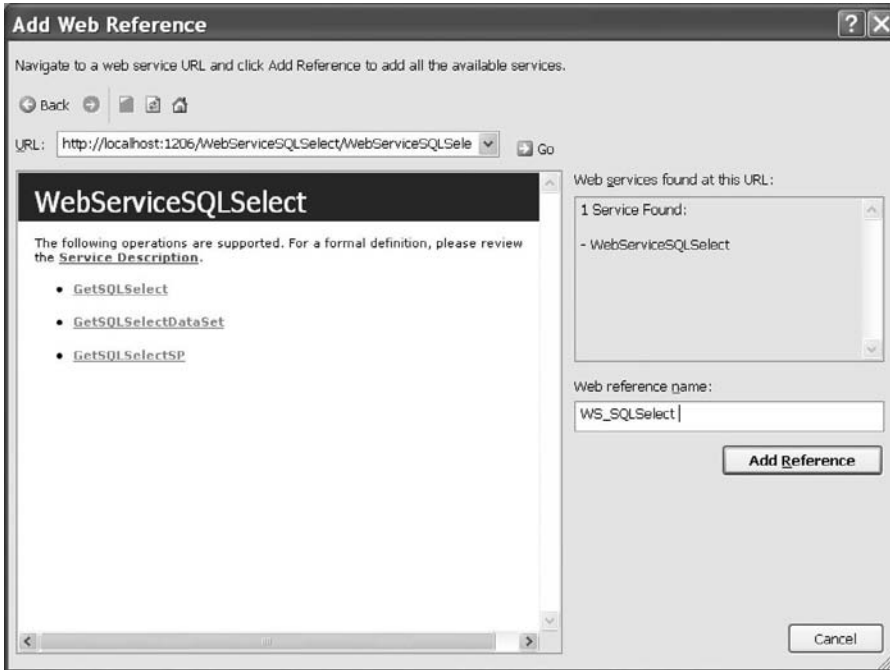 Add Web Reference
Navigate to a web service URL and click Add Reference to add all the available services.
Back
URL: http://localhost:1206/WebServiceSQLSelect/WebServiceSQLSele
Go
WebServiceSQLSelect
The following operations are supported. For a formal definition, please review
the Service Description.
• GetSQLSelect
• GetSQLSelectDataSet
• GetSQLSelectSP
Web services found at this URL:
1 Service Found:
- WebServiceSQLSelect
Web reference name:
WS_SQLSelect
Add Reference
Cancel